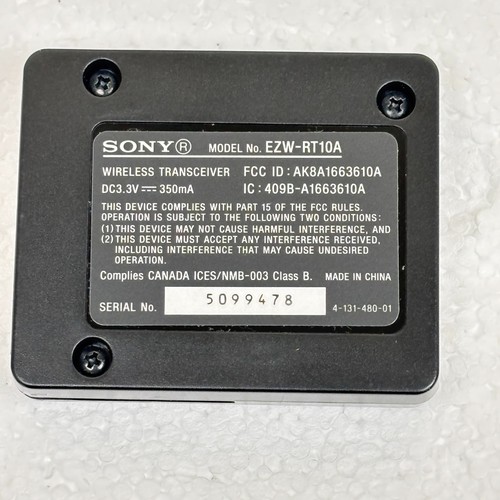 SONY® MODEL No. EZW-RT10A
WIRELESS TRANSCEIVER FCC ID : AK8A1663610A
DC3.3V⎓350mA IC : 409B-A1663610A
THIS DEVICE COMPLIES WITH PART 15 OF THE FCC RULES.
OPERATION IS SUBJECT TO THE FOLLOWING TWO CONDITIONS:
(1) THIS DEVICE MAY NOT CAUSE HARMFUL INTERFERENCE, AND
(2) THIS DEVICE MUST ACCEPT ANY INTERFERENCE RECEIVED,
INCLUDING INTERFERENCE THAT MAY CAUSE UNDESIRED
OPERATION.
Complies CANADA ICES/NMB-003 Class B. MADE IN CHINA
SERIAL No. 5099478 4-131-480-01